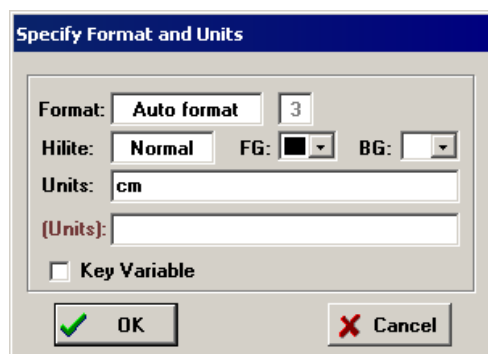 Specify Format and Units
Format: Auto format 3
Hilite: Normal FG: BG:
Units: cm
(Units):
Key Variable
OK Cancel